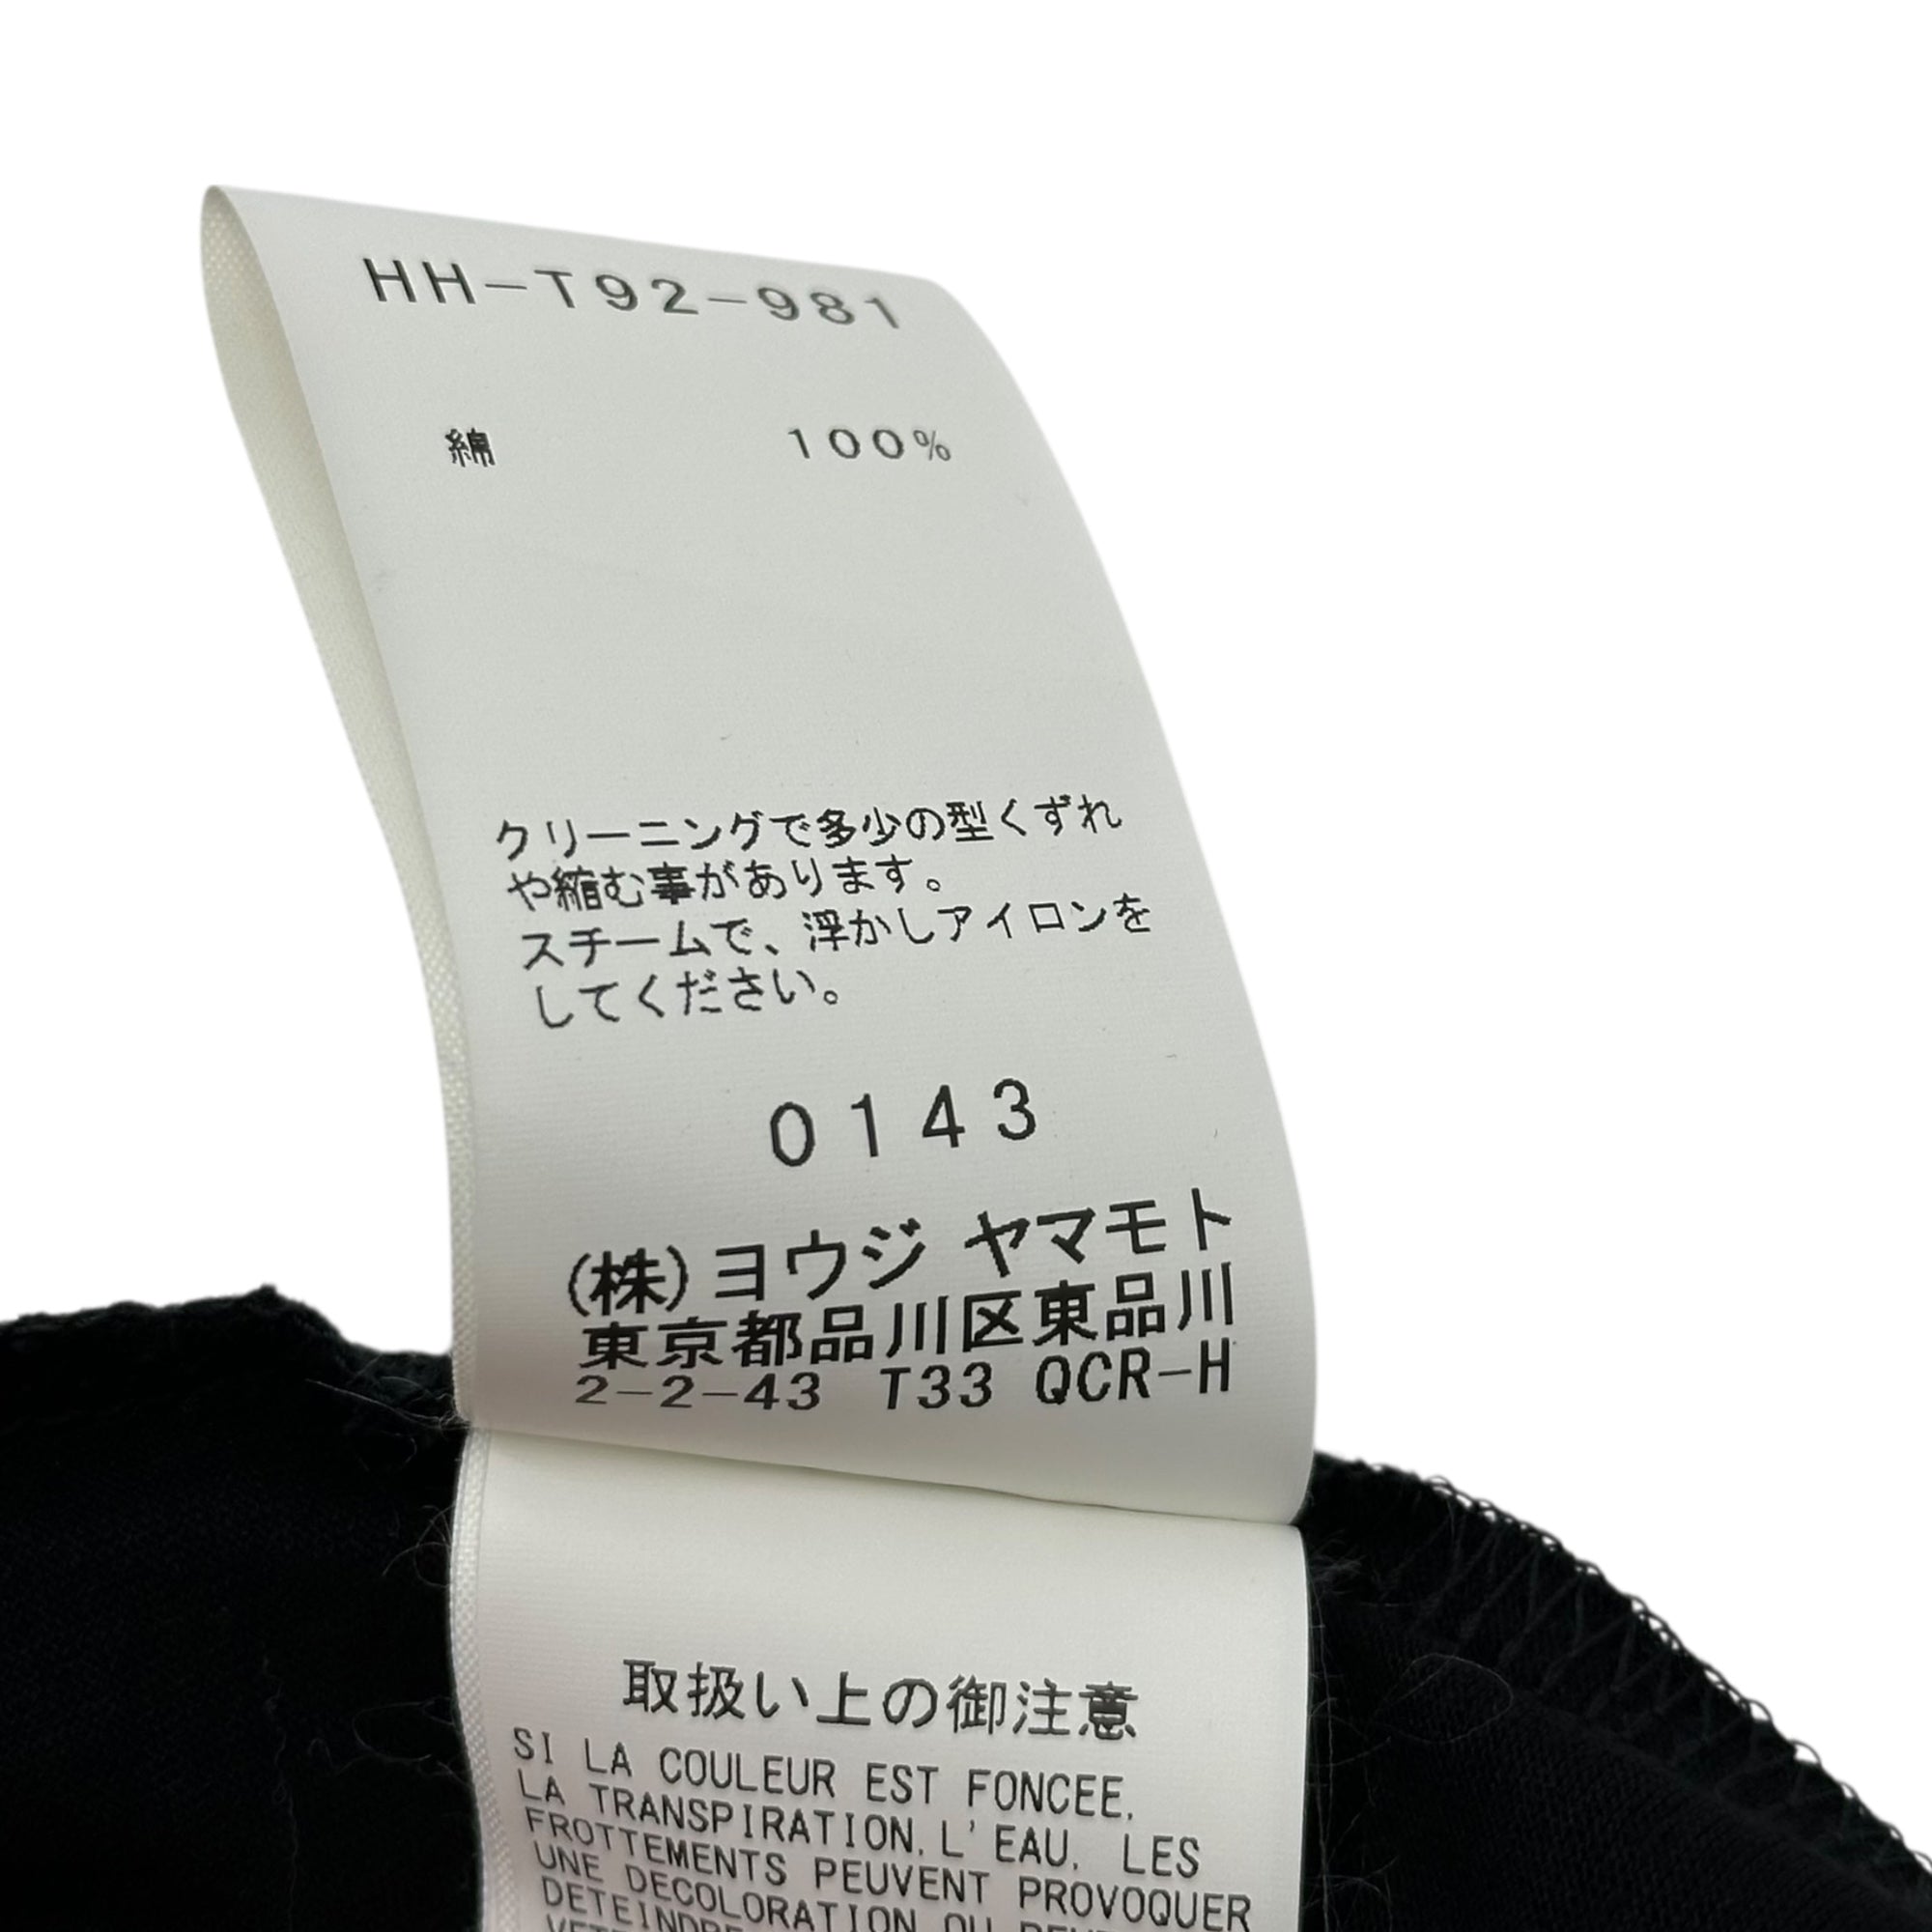 HH-T92-981
綿 100%
クリーニングで多少の型くずれ
や縮む事があります。
スチームで、浮かしアイロンを
してください。
0143
(株)ヨウジ ヤマモト
東京都品川区東品川
2-2-43 T33 QCR-H
取扱い上の御注意
SI LA COULEUR EST FONCEE,
LA TRANSPIRATION,L'EAU, LES
FROTTEMENTS PEUVENT PROVOQUER
UNE DECOLORATION OU
DETEINDRE